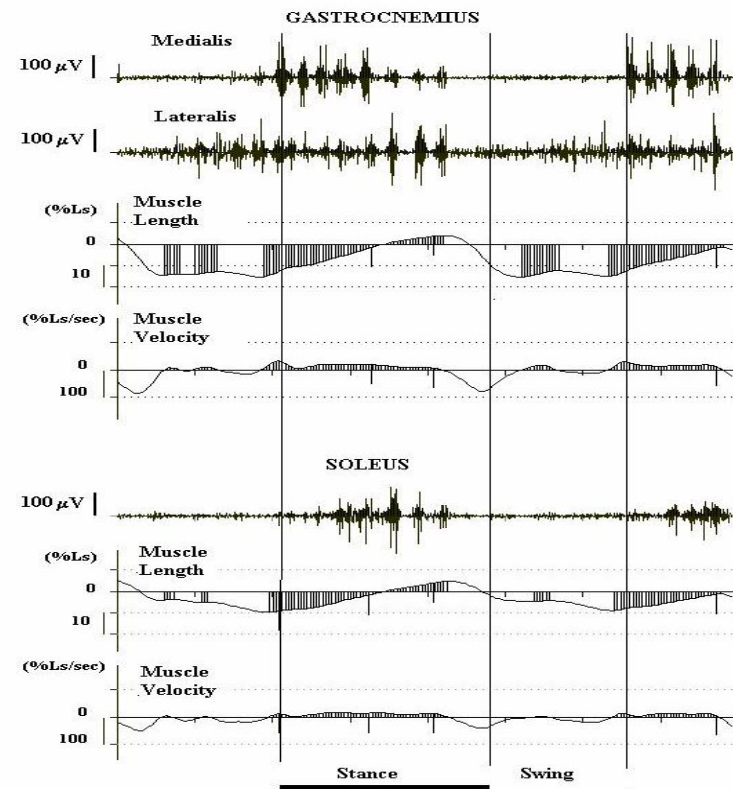 GASTROCNEMIUS
Medialis
100 μV
Lateralis
100 μV
(%Ls)
Muscle
Length
0
10
(%Ls/sec)
Muscle
Velocity
0
100
SOLEUS
100 μV
(%Ls)
Muscle
Length
0
10
(%Ls/sec)
Muscle
Velocity
0
100
Stance Swing